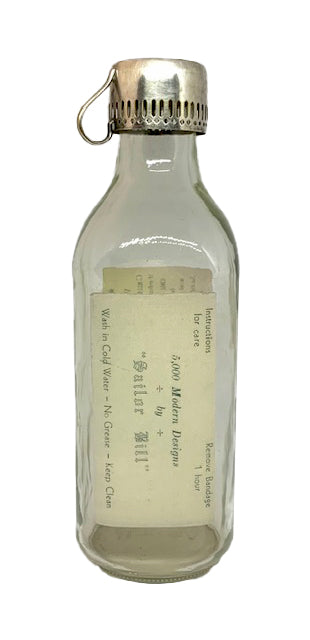 Instructions Remove Bandage
for care 1 hour
5,000 Modern Designs
÷ by ÷
"Sailor Bill"
Wash in Cold Water – No Grease – Keep Clean